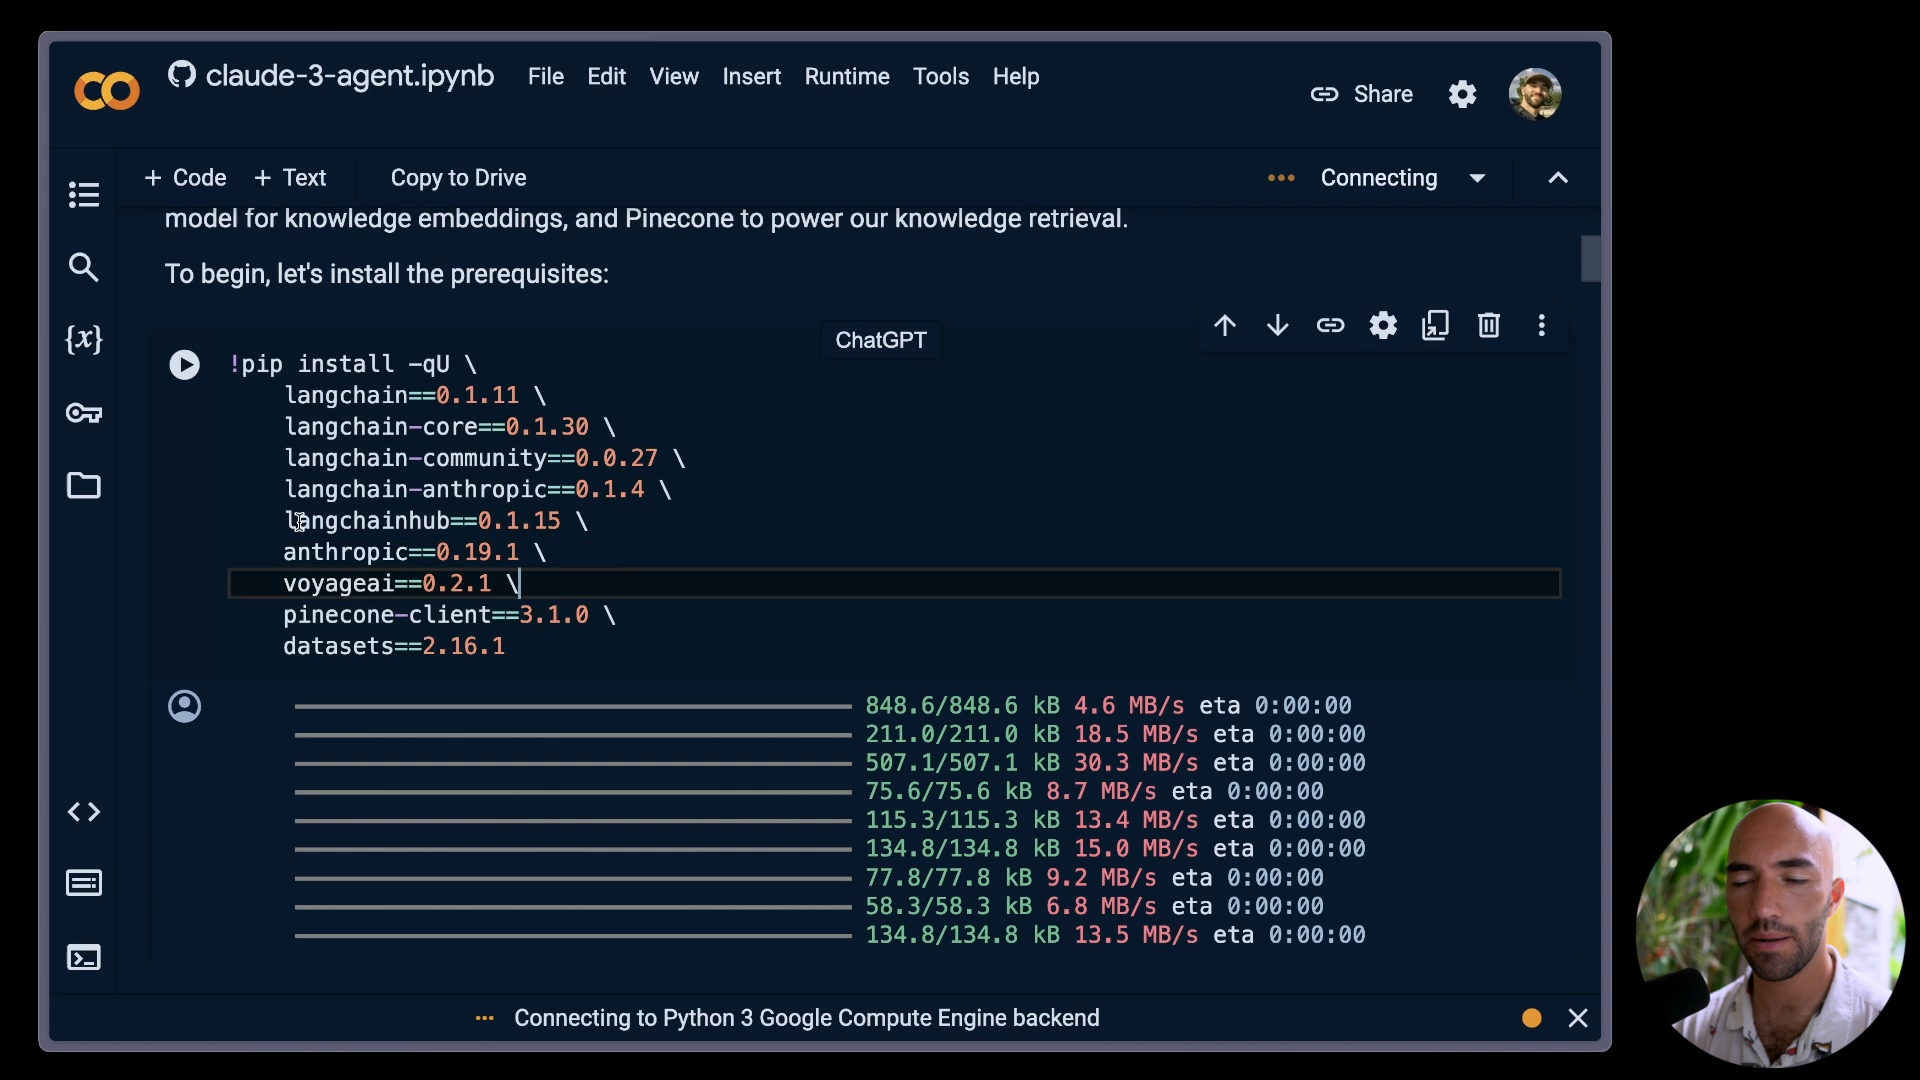 claude-3-agent.ipynb File Edit View Insert Runtime Tools Help
Share
+ Code + Text Copy to Drive
Connecting
model for knowledge embeddings, and Pinecone to power our knowledge retrieval.
To begin, let's install the prerequisites:
ChatGPT
!pip install -qU \
langchain==0.1.11 \
langchain-core==0.1.30 \
langchain-community==0.0.27 \
langchain-anthropic==0.1.4 \
langchainhub==0.1.15 \
anthropic==0.19.1 \
voyageai==0.2.1 \
pinecone-client==3.1.0 \
datasets==2.16.1
848.6/848.6 kB 4.6 MB/s eta 0:00:00
211.0/211.0 kB 18.5 MB/s eta 0:00:00
507.1/507.1 kB 30.3 MB/s eta 0:00:00
75.6/75.6 kB 8.7 MB/s eta 0:00:00
115.3/115.3 kB 13.4 MB/s eta 0:00:00
134.8/134.8 kB 15.0 MB/s eta 0:00:00
77.8/77.8 kB 9.2 MB/s eta 0:00:00
58.3/58.3 kB 6.8 MB/s eta 0:00:00
134.8/134.8 kB 13.5 MB/s eta 0:00:00
Connecting to Python 3 Google Compute Engine backend